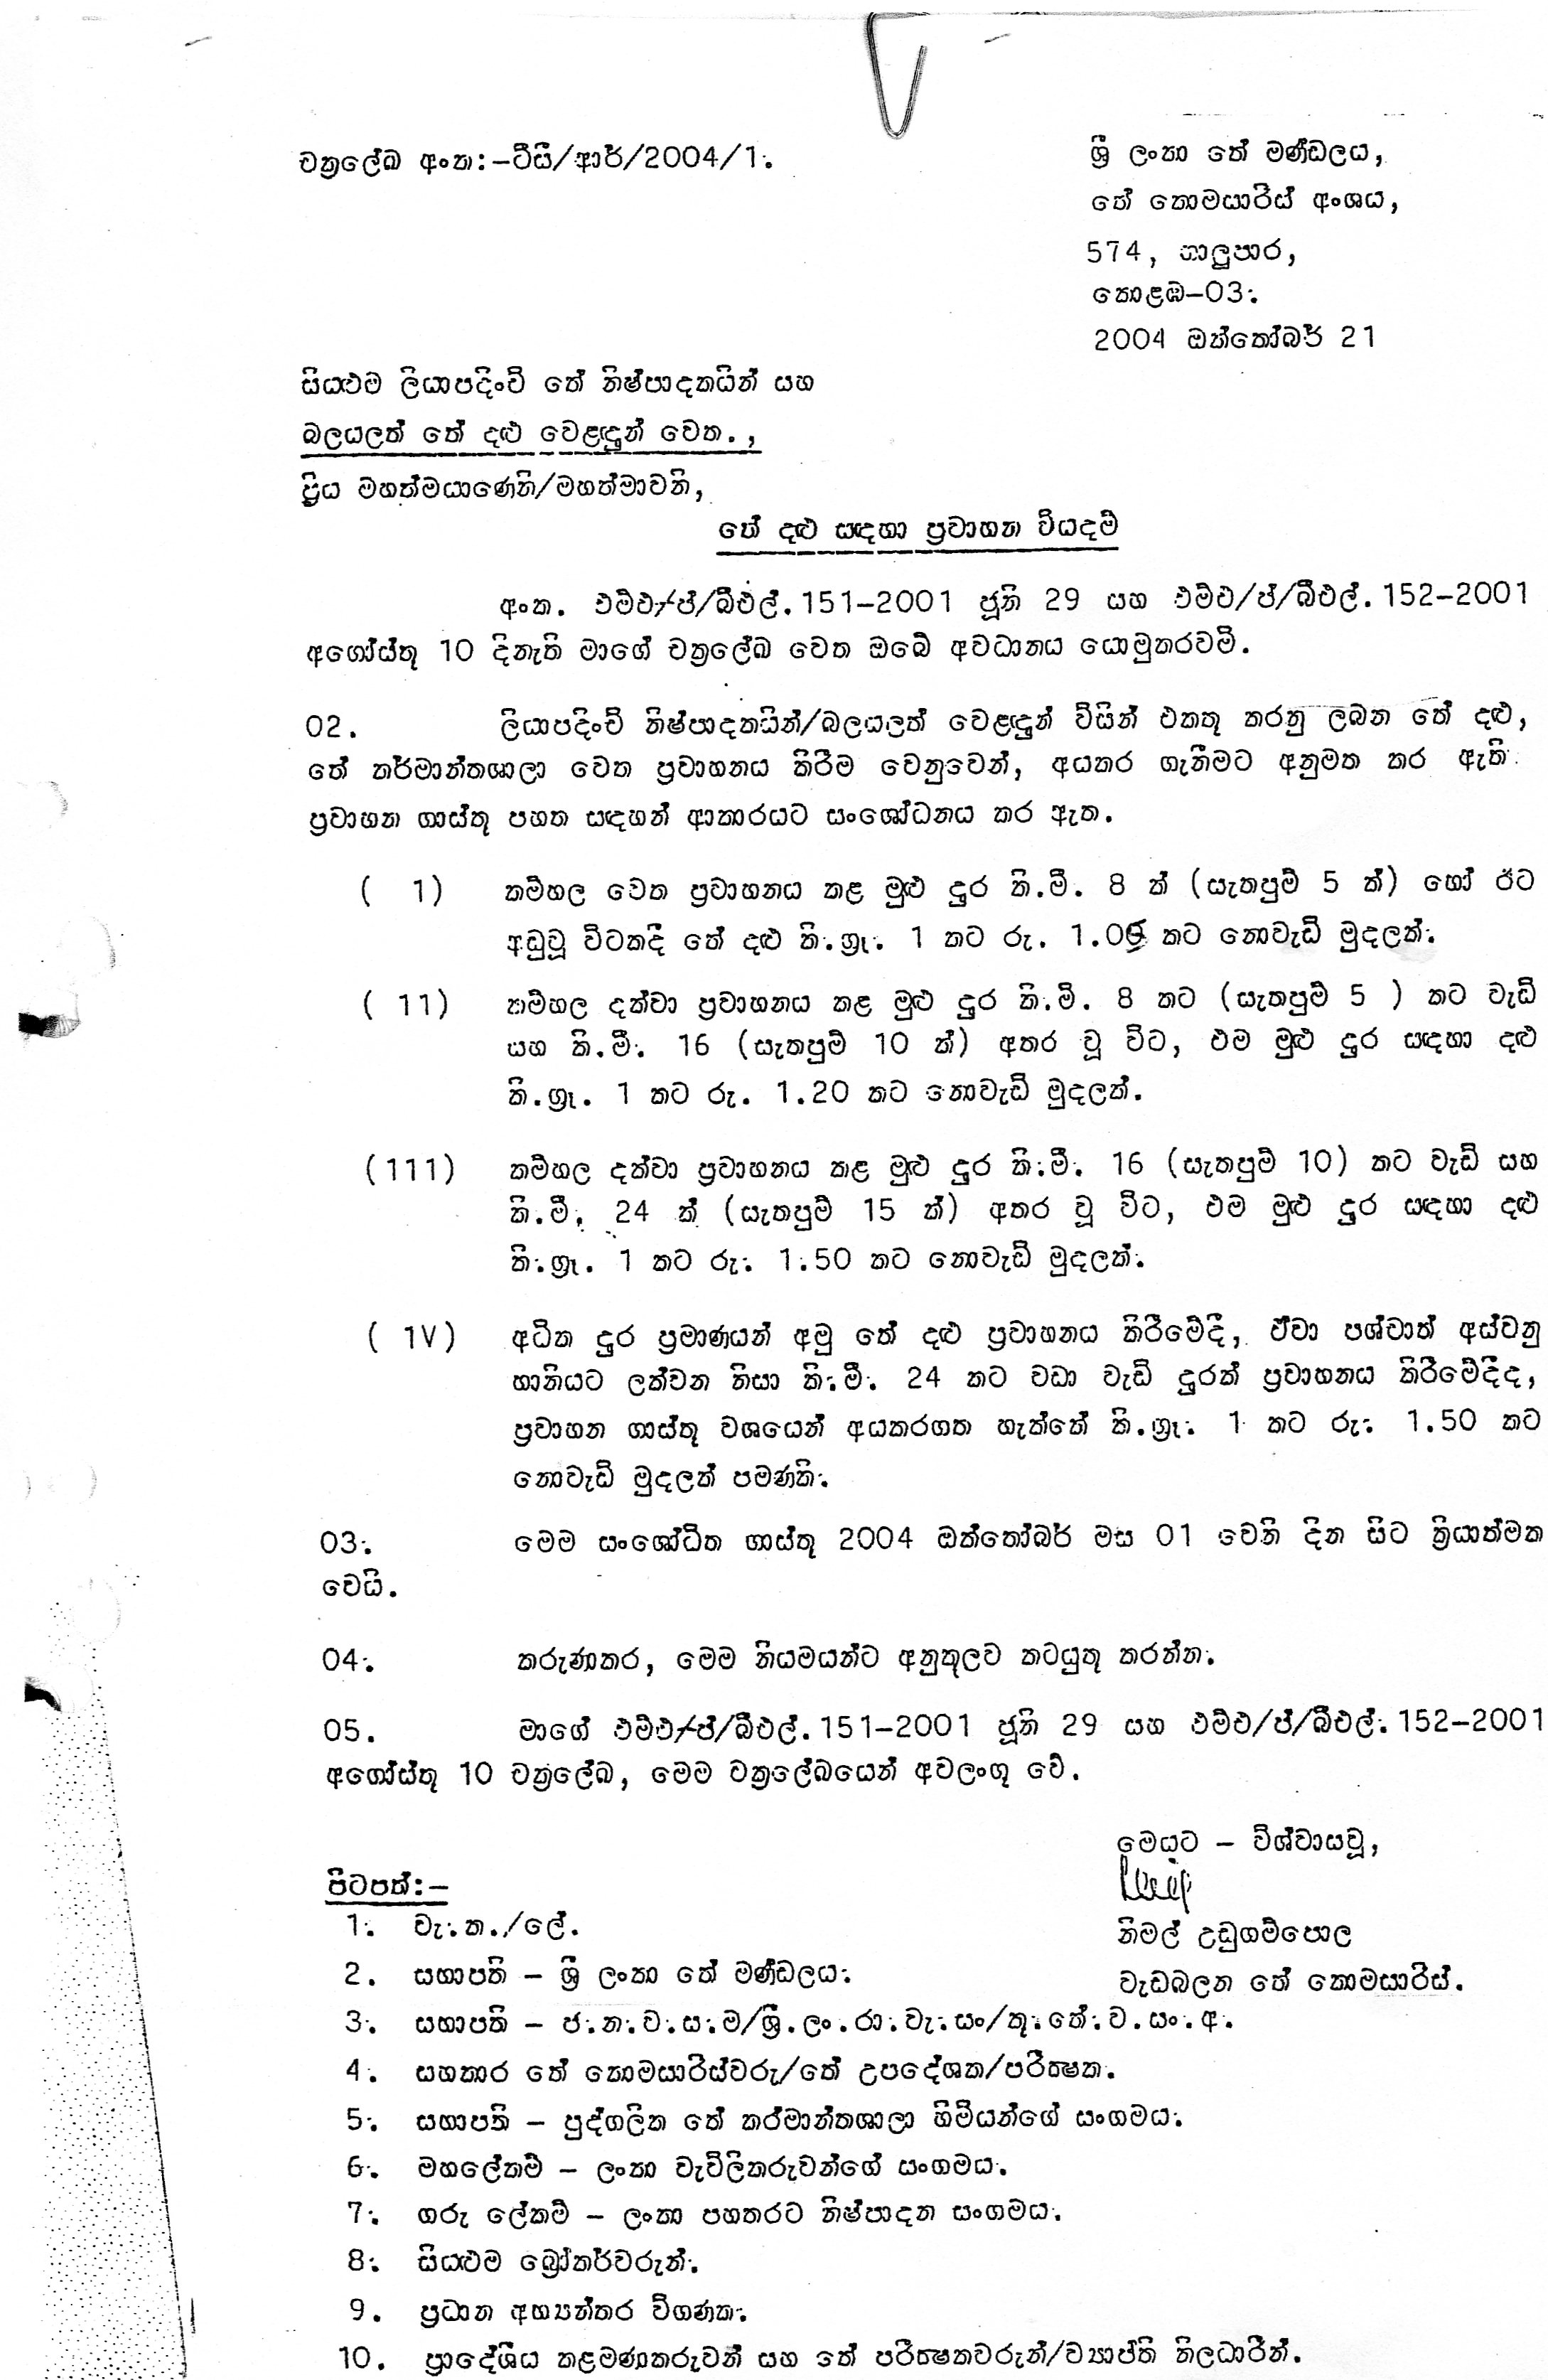 චක්‍රලේඛ අංක:-ටීසී/ආර්/2004/1.
ශ්‍රී ලංකා තේ මණ්ඩලය,
තේ කොමසාරිස් අංශය,
574, ගාලුපාර,
කොළඹ-03.
2004 ඔක්තෝබර් 21
සියළුම ලියාපදිංචි තේ නිෂ්පාදකයින් සහ
බලයලත් තේ දළු වෙළඳුන් වෙත.,
ප්‍රිය මහත්මයාණෙනි/මහත්මාවනි,
තේ දළු සඳහා ප්‍රවාහන වියදම්
අංක. එම්එ/ප්/බීඑල්.151-2001 ජූනි 29 සහ එම්එ/ප්/බීඑල්.152-2001
අගෝස්තු 10 දිනැති මාගේ චක්‍රලේඛ වෙත ඔබේ අවධානය යොමුකරවමි.
02. ලියාපදිංචි නිෂ්පාදකයින්/බලයලත් වෙළඳුන් විසින් එකතු කරනු ලබන තේ දළු,
තේ කර්මාන්තශාලා වෙත ප්‍රවාහනය කිරීම වෙනුවෙන්, අයකර ගැනීමට අනුමත කර ඇති
ප්‍රවාහන ගාස්තු පහත සඳහන් ආකාරයට සංශෝධනය කර ඇත.
( 1) කම්හල වෙත ප්‍රවාහනය කළ මුළු දුර කි.මී. 8 ක් (සැතපුම් 5 ක්) හෝ ඊට
අඩුවූ විටකදී තේ දළු කි.ග්‍රෑ. 1 කට රු. 1.00 කට නොවැඩි මුදලක්.
( 11) කම්හල දක්වා ප්‍රවාහනය කළ මුළු දුර කි.මි. 8 කට (සැතපුම් 5 ) කට වැඩි
සහ කි.මී. 16 (සැතපුම් 10 ක්) අතර වූ විට, එම මුළු දුර සඳහා දළු
කි.ග්‍රෑ. 1 කට රු. 1.20 කට නොවැඩි මුදලක්.
(111) කම්හල දක්වා ප්‍රවාහනය කළ මුළු දුර කි.මී. 16 (සැතපුම් 10) කට වැඩි සහ
කි.මී. 24 ක් (සැතපුම් 15 ක්) අතර වූ විට, එම මුළු දුර සඳහා දළු
කි.ග්‍රෑ. 1 කට රු. 1.50 කට නොවැඩි මුදලක්.
( 1V) අධික දුර ප්‍රමාණයන් අමු තේ දළු ප්‍රවාහනය කිරීමේදී, ඒවා පශ්චාත් අස්වනු
හානියට ලක්වන නිසා කි.මී. 24 කට වඩා වැඩි දුරක් ප්‍රවාහනය කිරීමේදීද,
ප්‍රවාහන ගාස්තු වශයෙන් අයකරගත හැක්කේ කි.ග්‍රෑ. 1 කට රු. 1.50 කට
නොවැඩි මුදලක් පමණකි.
03. මෙම සංශෝධිත ගාස්තු 2004 ඔක්තෝබර් මස 01 වෙනි දින සිට ක්‍රියාත්මක
වෙයි.
04. කරුණාකර, මෙම නියමයන්ට අනුකූලව කටයුතු කරන්න.
05. මාගේ එම්එ/ප්/බීඑල්.151-2001 ජූනි 29 සහ එම්එ/ප්/බීඑල්.152-2001
අගෝස්තු 10 චක්‍රලේඛ, මෙම චක්‍රලේඛයෙන් අවලංගු වේ.
මෙයට - විශ්වාසවූ,
නිමල් උඩුගම්පොල
වැඩබලන තේ කොමසාරිස්.
පිටපත්:-
1. වැ.ක./ලේ.
2. සභාපති - ශ්‍රී ලංකා තේ මණ්ඩලය.
3. සභාපති - ජ.න.ව.ස.ම/ශ්‍රී.ලං.රා.වැ.සං/කු.තේ.ව.සං.අ.
4. සහකාර තේ කොමසාරිස්වරු/තේ උපදේශක/පරීක්ෂක.
5. සභාපති - පුද්ගලික තේ කර්මාන්තශාලා හිමියන්ගේ සංගමය.
6. මහලේකම් - ලංකා වැවිලිකරුවන්ගේ සංගමය.
7. ගරු ලේකම් - ලංකා පහතරට නිෂ්පාදන සංගමය.
8. සියළුම බ්‍රෝකර්වරුන්.
9. ප්‍රධාන අභ්‍යන්තර විගණක.
10. ප්‍රාදේශීය කළමණාකරුවන් සහ තේ පරීක්ෂකවරුන්/ව්‍යාප්ති නිලධාරීන්.